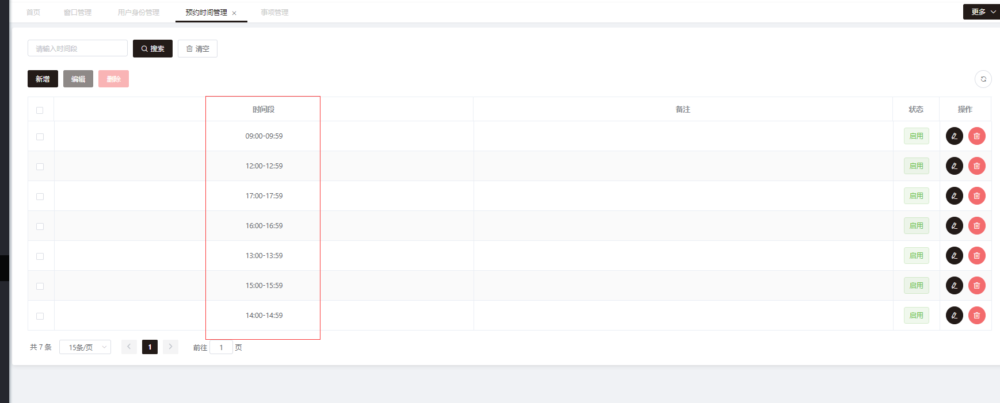 首页 窗口管理 用户身份管理 预约时间管理 事项管理 更多
请输入时间段 搜索 清空
新增 编辑 删除
时间段 备注 状态 操作
09:00-09:59 启用
12:00-12:59 启用
17:00-17:59 启用
16:00-16:59 启用
13:00-13:59 启用
15:00-15:59 启用
14:00-14:59 启用
共 7 条 15条/页 1 前往 1 页